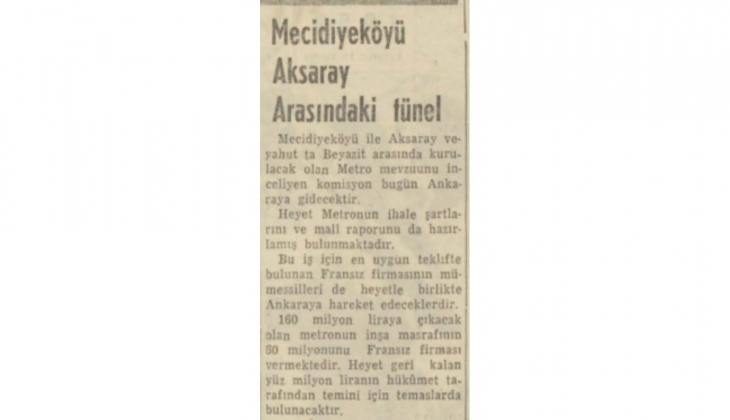 Mecidiyeköyü
Aksaray
Arasındaki tünel
Mecidiyeköyü ile Aksaray ve-
yahut ta Beyazit arasında kuru-
lacak olan Metro mevzuunu in-
celiyen komisyon bugün Anka-
raya gidecektir.
Heyet Metronun ihale şartla-
rını ve mali raporunu da hazır-
lamış bulunmaktadır.
Bu iş için en uygun teklifte
bulunan Fransız firmasının mü-
messilleri de heyetle birlikte
Ankaraya hareket edeceklerdir.
160 milyon liraya çıkacak
olan metronun inşa masrafının
60 milyonunu Fransız firması
vermektedir. Heyet geri kalan
yüz milyon liranın hükûmet ta-
rafından temini için temaslarda
bulunacaktır.